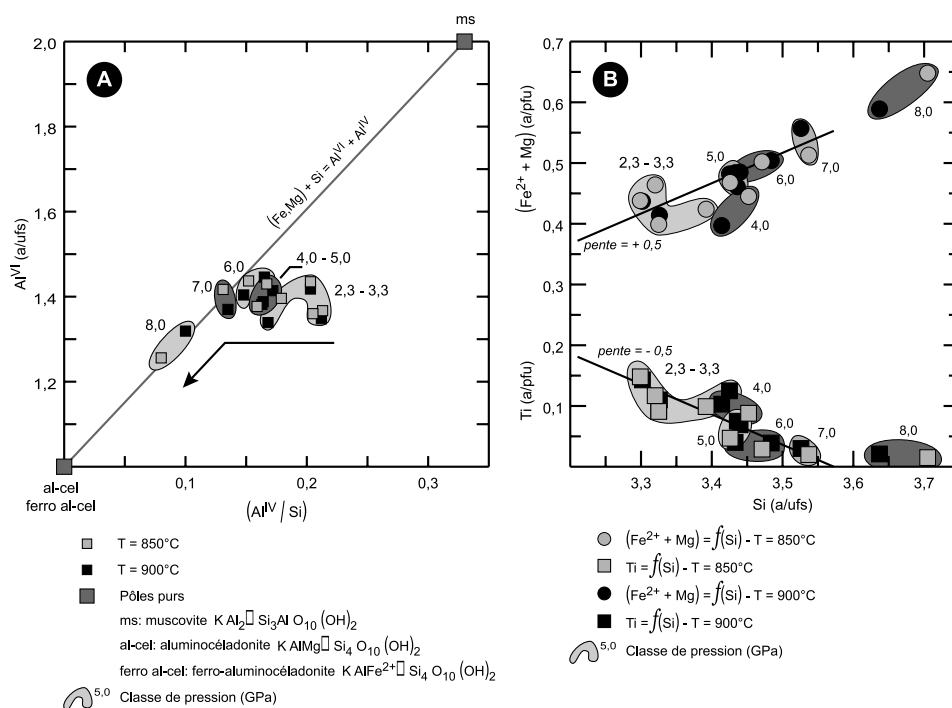 ms
2,0
A
1,8
(Fe,Mg) + Si = Al^VI + Al^IV
1,6
Al^VI (a/ufs)
6,0
4,0 - 5,0
7,0
2,3 - 3,3
1,4
8,0
1,2
al-cel
ferro al-cel
0,1
0,2
0,3
(Al^IV / Si)
T = 850°C
T = 900°C
Pôles purs
ms: muscovite K Al2▯ Si3Al O10 (OH)2
al-cel: aluminocéladonite K AlMg▯ Si4 O10 (OH)2
ferro al-cel: ferro-aluminocéladonite K AlFe2+▯ Si4 O10 (OH)2
5,0 Classe de pression (GPa)
0,7
B
0,6
8,0
(Fe2+ + Mg) (a/pfu)
0,5
2,3 - 3,3
5,0
7,0
6,0
0,4
4,0
pente = + 0,5
0,2
pente = - 0,5
2,3 - 3,3
4,0
Ti (a/pfu)
0,1
5,0
6,0
7,0
8,0
3,3
3,4
3,5
3,6
3,7
Si (a/ufs)
(Fe2+ + Mg) = f(Si) - T = 850°C
Ti = f(Si) - T = 850°C
(Fe2+ + Mg) = f(Si) - T = 900°C
Ti = f(Si) - T = 900°C
5,0 Classe de pression (GPa)